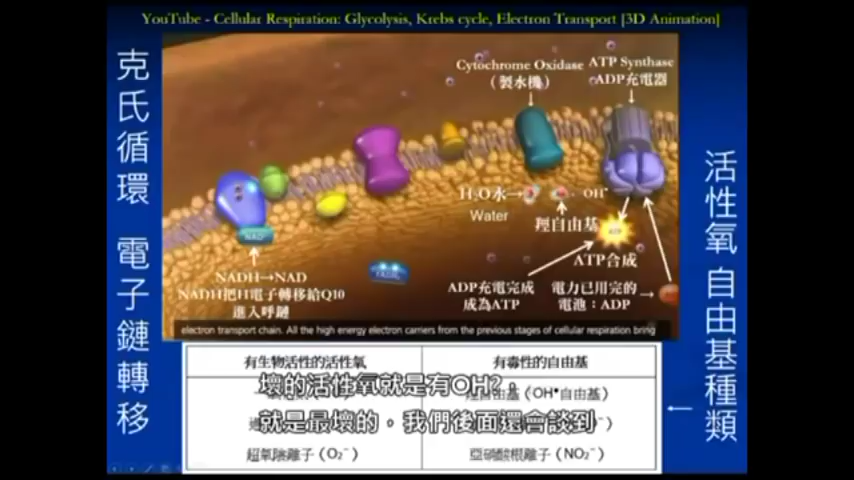 YouTube - Cellular Respiration: Glycolysis, Krebs cycle, Electron Transport [3D Animation]
克氏循環 電子鏈轉移
Cytochrome Oxidase
(製水機)
ATP Synthase
ADP充電器
H₂O水→
Water
OH•
羥自由基
ATP
ATP合成
NAD
NADH→NAD
NADH把H電子轉移給Q10
進入呼鏈
ADP充電完成
成為ATP
電力已用完的
電池：ADP
electron transport chain. All the high energy electron carriers from the previous stages of cellular respiration bring
活性氧 自由基種類
有生物活性的活性氧
有毒性的自由基
羥自由基（OH•自由基）
壞的活性氧就是有OH?。
就是最壞的，我們後面還會談到
超氧陰離子（O₂⁻）
亞硝酸根離子（NO₂⁻）